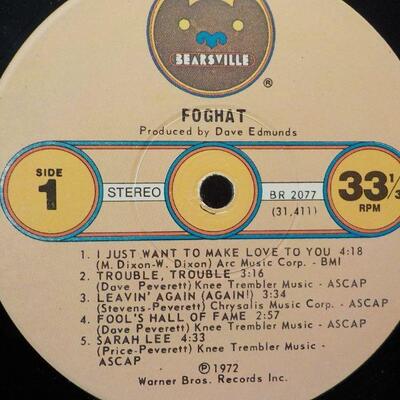 BEARSVILLE
®
FOGHAT
Produced by Dave Edmunds
SIDE
1
STEREO
BR 2077
(31,411)
33 1/3
RPM
1. I JUST WANT TO MAKE LOVE TO YOU 4:18
(M. Dixon-W. Dixon) Arc Music Corp. - BMI
2. TROUBLE, TROUBLE 3:16
(Dave Peverett) Knee Trembler Music - ASCAP
3. LEAVIN' AGAIN (AGAIN!) 3:34
(Stevens-Peverett) Chrysalis Music Corp. - ASCAP
4. FOOL'S HALL OF FAME 2:57
(Dave Peverett) Knee Trembler Music - ASCAP
5. SARAH LEE 4:33
(Price-Peverett) Knee Trembler Music -
ASCAP
℗ 1972
Warner Bros. Records Inc.